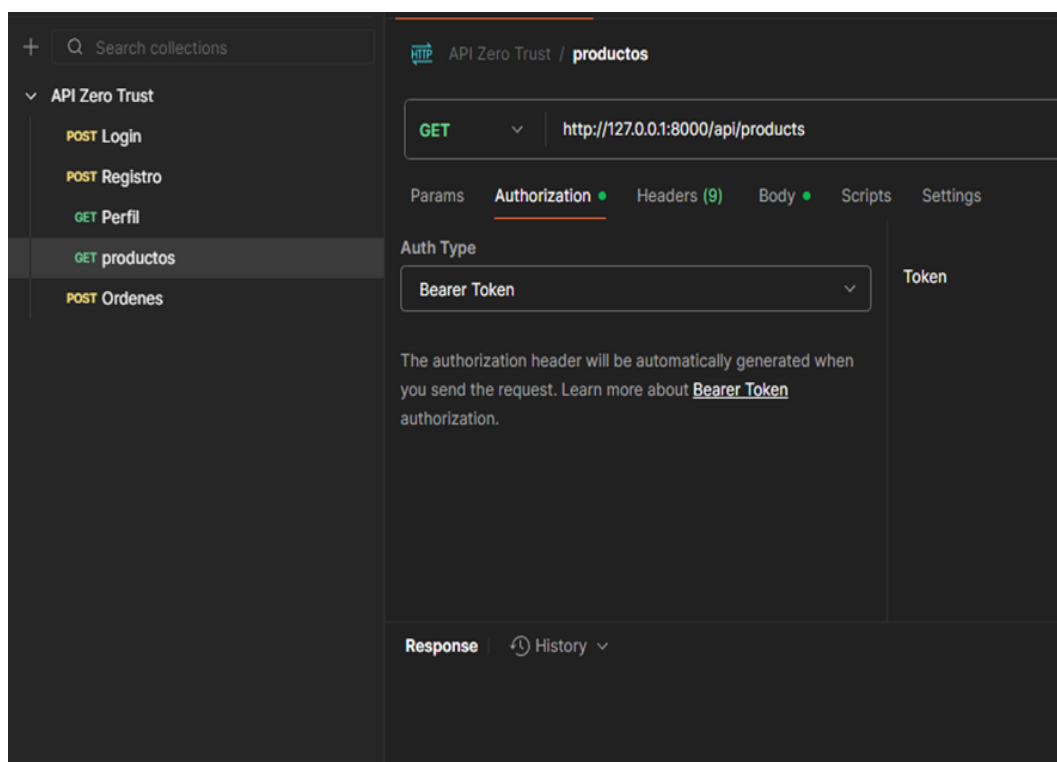 + Search collections
API Zero Trust
POST Login
POST Registro
GET Perfil
GET productos
POST Ordenes
HTTP API Zero Trust / productos
GET http://127.0.0.1:8000/api/products
Params Authorization Headers (9) Body Scripts Settings
Auth Type
Bearer Token
Token
The authorization header will be automatically generated when
you send the request. Learn more about Bearer Token
authorization.
Response History